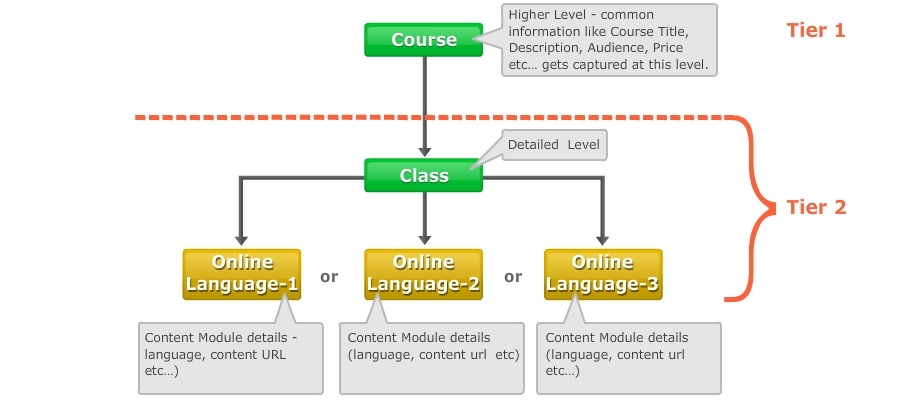 Course
Higher Level - common
information like Course Title,
Description, Audience, Price
etc... gets captured at this level.
Tier 1
Detailed Level
Class
Tier 2
Online
Language-1
or
Online
Language-2
or
Online
Language-3
Content Module details -
language, content URL
etc...)
Content Module details
(language, content url etc)
Content Module details
(language, content url
etc...)